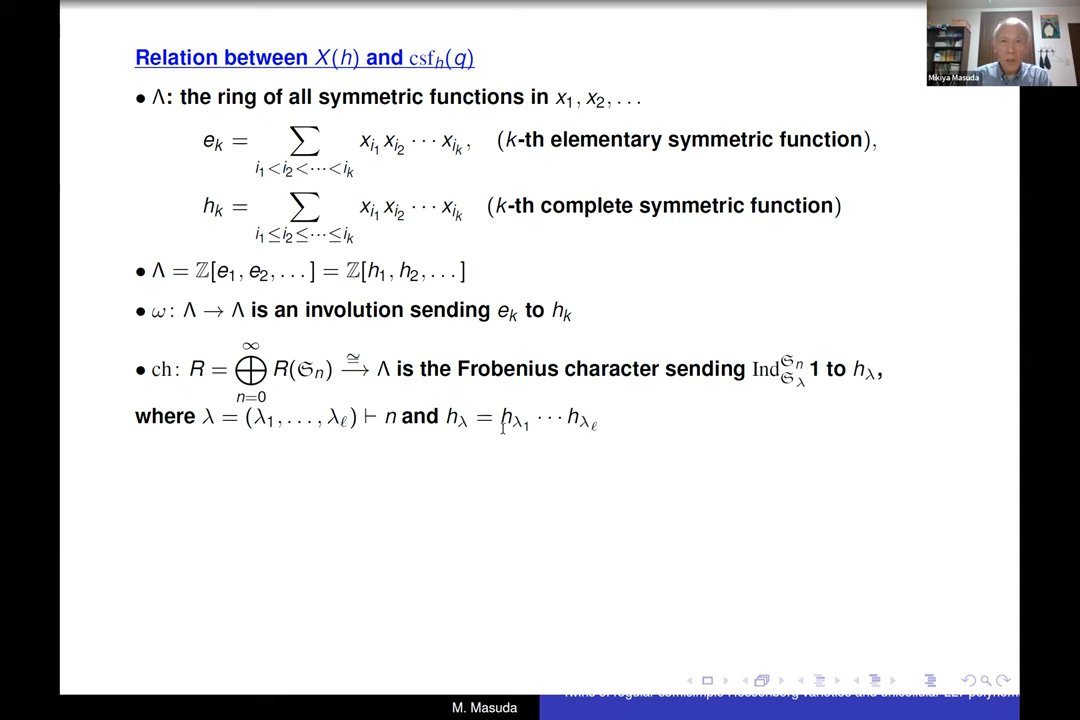 Relation between X(h) and csf_h(q)
Mikiya Masuda
• Λ: the ring of all symmetric functions in x_1, x_2, . . .
e_k = ∑_{i_1<i_2<···<i_k} x_{i_1} x_{i_2} ··· x_{i_k}, (k-th elementary symmetric function),
h_k = ∑_{i_1≤i_2≤···≤i_k} x_{i_1} x_{i_2} ··· x_{i_k} (k-th complete symmetric function)
• Λ = ℤ[e_1, e_2, . . . ] = ℤ[h_1, h_2, . . . ]
• ω: Λ → Λ is an involution sending e_k to h_k
• ch: R = ⊕_{n=0}^{∞} R(𝔖_n) ≅→ Λ is the Frobenius character sending Ind_{𝔖_λ}^{𝔖_n} 1 to h_λ,
where λ = (λ_1, . . . , λ_ℓ) ⊢ n and h_λ = h_{λ_1} ··· h_{λ_ℓ}
M. Masuda